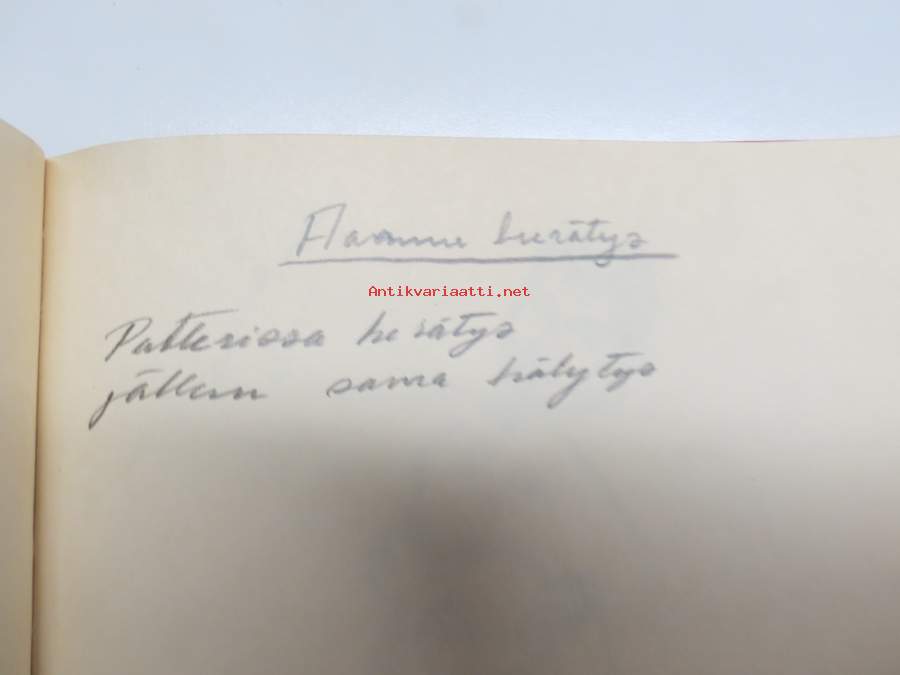 Aamu herätys
Antikvariaatti.net
Patterissa herätys
jälleen sama hälytys